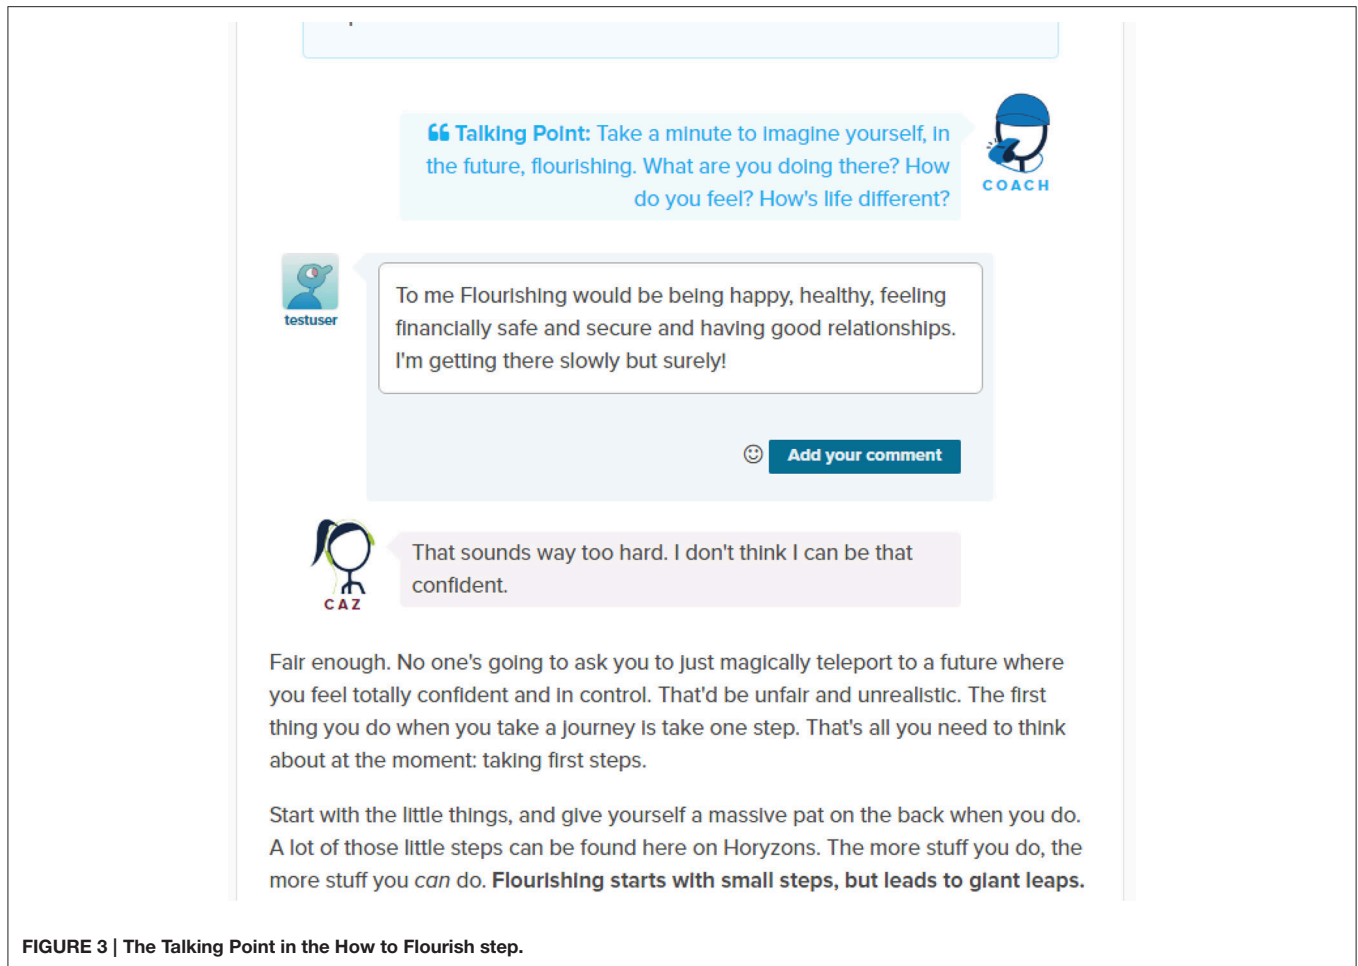 Talking Point: Take a minute to imagine yourself, in
the future, flourishing. What are you doing there? How
do you feel? How's life different?
COACH
testuser
To me Flourishing would be being happy, healthy, feeling
financially safe and secure and having good relationships.
I'm getting there slowly but surely!
Add your comment
CAZ
That sounds way too hard. I don't think I can be that
confident.
Fair enough. No one's going to ask you to just magically teleport to a future where
you feel totally confident and in control. That'd be unfair and unrealistic. The first
thing you do when you take a journey is take one step. That's all you need to think
about at the moment: taking first steps.
Start with the little things, and give yourself a massive pat on the back when you do.
A lot of those little steps can be found here on Horyzons. The more stuff you do, the
more stuff you can do. Flourishing starts with small steps, but leads to giant leaps.
FIGURE 3 | The Talking Point in the How to Flourish step.